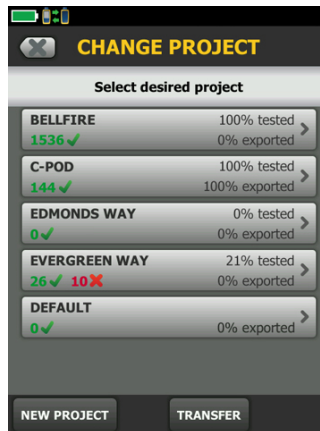 CHANGE PROJECT
Select desired project
BELLFIRE 100% tested
1536 0% exported
C-POD 100% tested
144 100% exported
EDMONDS WAY 0% tested
0 0% exported
EVERGREEN WAY 21% tested
26 10 0% exported
DEFAULT
0 0% exported
NEW PROJECT TRANSFER